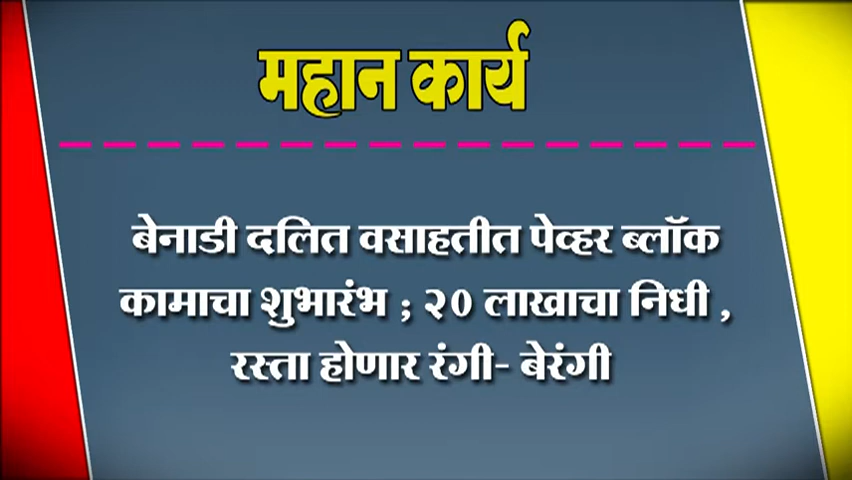 महान कार्य
बेनाडी दलित वसाहतीत पेव्हर ब्लॉक
कामाचा शुभारंभ ; २० लाखाचा निधी ,
रस्ता होणार रंगी- बेरंगी